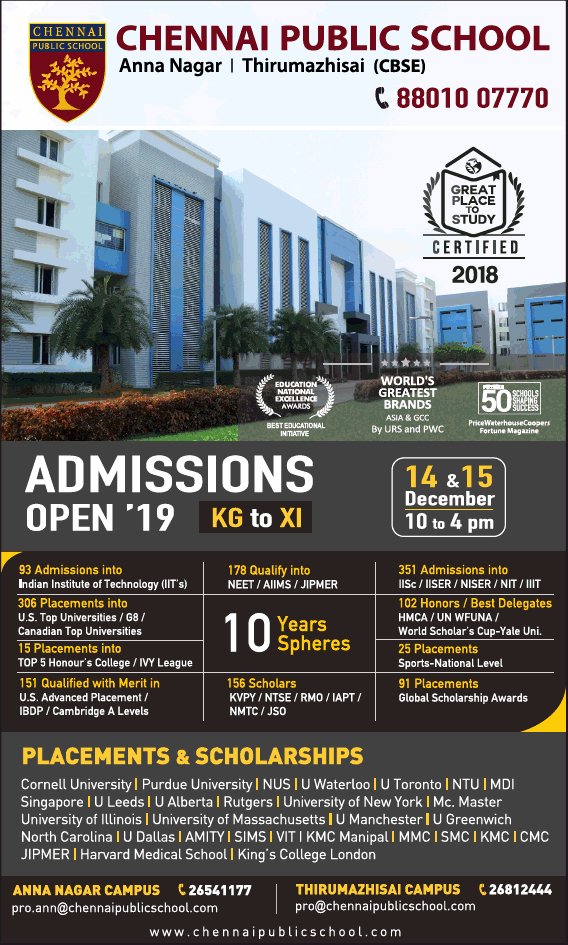 CHENNAI
PUBLIC SCHOOL
CHENNAI PUBLIC SCHOOL
Anna Nagar | Thirumazhisai (CBSE)
88010 07770
GREAT
PLACE
TO
STUDY
CERTIFIED
2018
EDUCATION
NATIONAL
EXCELLENCE
AWARDS
BEST EDUCATIONAL
INITIATIVE
WORLD'S
GREATEST
BRANDS
ASIA & GCC
By URS and PWC
50 SCHOOLS
SHAPING
SUCCESS
PriceWaterhouseCoopers
Fortune Magazine
ADMISSIONS
OPEN '19 KG to XI
14 & 15
December
10 to 4 pm
93 Admissions into
Indian Institute of Technology (IIT's)
306 Placements into
U.S. Top Universities / G8 /
Canadian Top Universities
15 Placements into
TOP 5 Honour's College / IVY League
151 Qualified with Merit in
U.S. Advanced Placement /
IBDP / Cambridge A Levels
178 Qualify into
NEET / AIIMS / JIPMER
10 Years
Spheres
156 Scholars
KVPY / NTSE / RMO / IAPT /
NMTC / JSO
351 Admissions into
IISc / IISER / NISER / NIT / IIIT
102 Honors / Best Delegates
HMCA / UN WFUNA /
World Scholar's Cup-Yale Uni.
25 Placements
Sports-National Level
91 Placements
Global Scholarship Awards
PLACEMENTS & SCHOLARSHIPS
Cornell University | Purdue University | NUS | U Waterloo | U Toronto | NTU | MDI
Singapore | U Leeds | U Alberta | Rutgers | University of New York | Mc. Master
University of Illinois | University of Massachusetts | U Manchester | U Greenwich
North Carolina | U Dallas | AMITY | SIMS | VIT | KMC Manipal | MMC | SMC | KMC | CMC
JIPMER | Harvard Medical School | King's College London
ANNA NAGAR CAMPUS 26541177
pro.ann@chennaipublicschool.com
THIRUMAZHISAI CAMPUS 26812444
pro@chennaipublicschool.com
www.chennaipublicschool.com